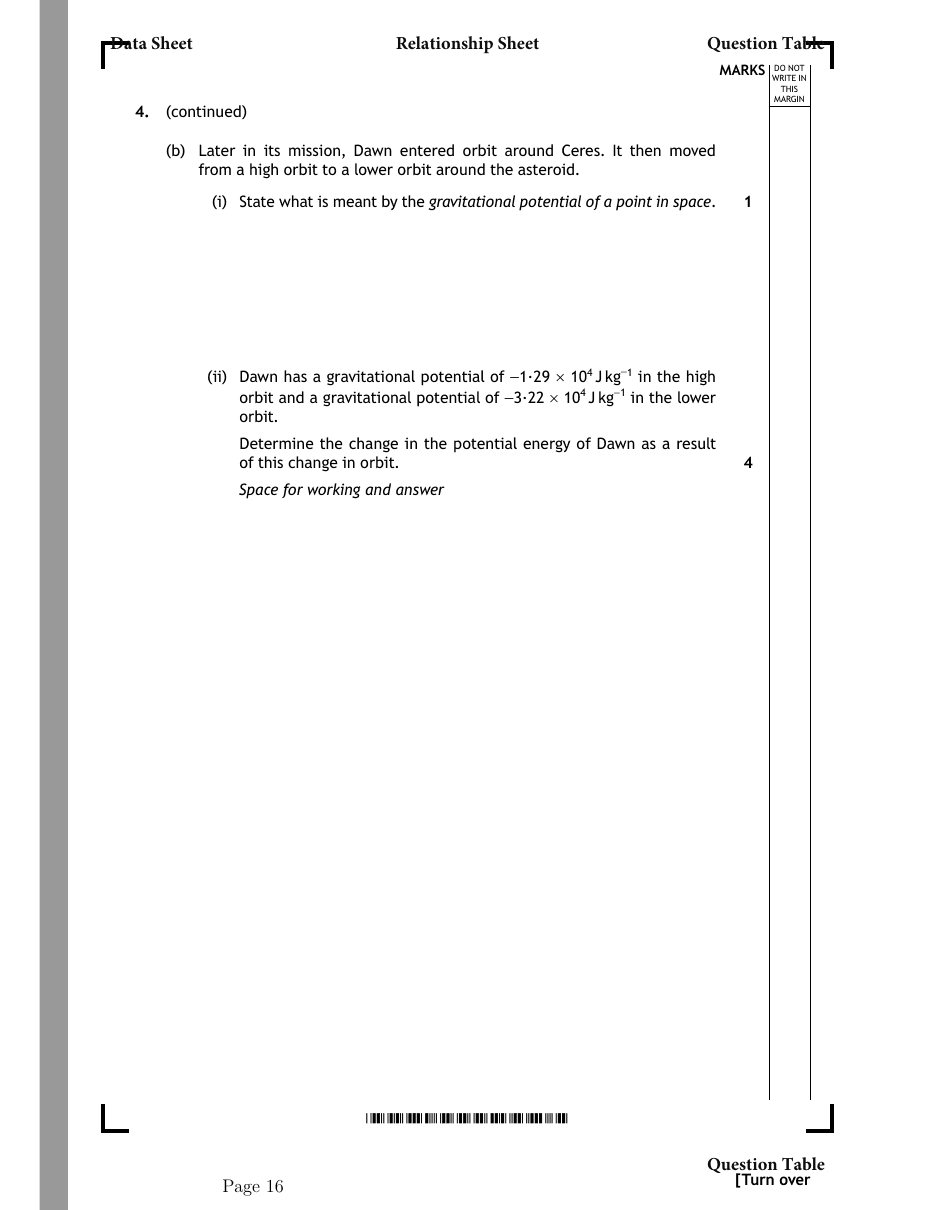 Data Sheet Relationship Sheet Question Table
MARKS
DO NOT
WRITE IN
THIS
MARGIN
4. (continued)
(b) Later in its mission, Dawn entered orbit around Ceres. It then moved
from a high orbit to a lower orbit around the asteroid.
(i) State what is meant by the gravitational potential of a point in space. 1
(ii) Dawn has a gravitational potential of −1·29 × 10⁴ J kg⁻¹ in the high
orbit and a gravitational potential of −3·22 × 10⁴ J kg⁻¹ in the lower
orbit.
Determine the change in the potential energy of Dawn as a result
of this change in orbit. 4
Space for working and answer
Question Table
[Turn over
Page 16